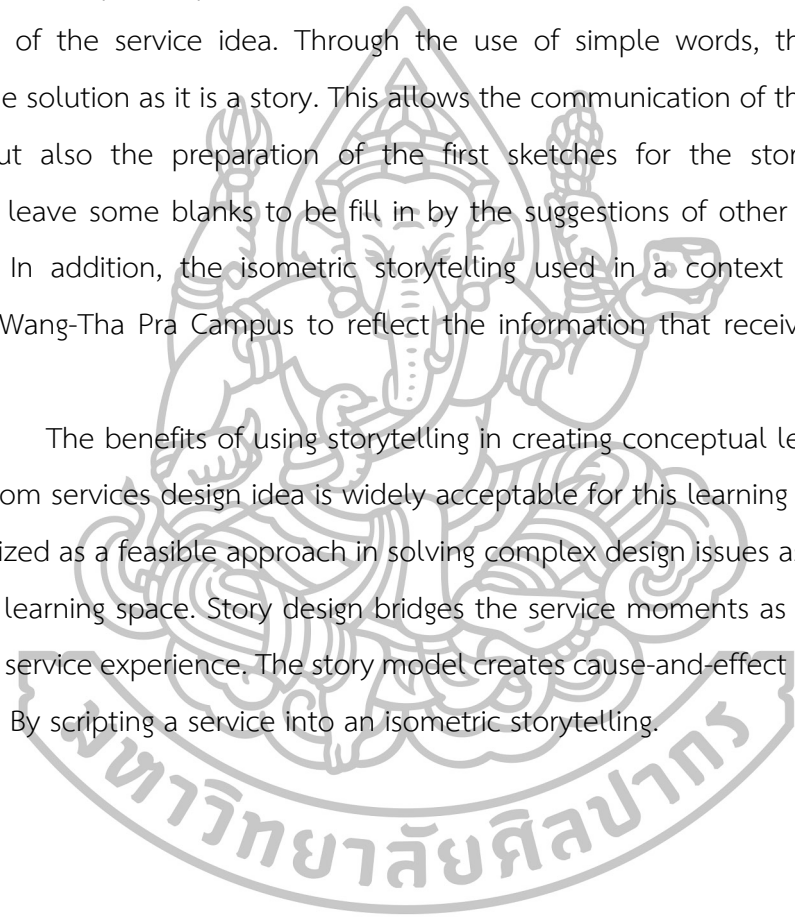 of the service idea. Through the use of simple words, th
e solution as it is a story. This allows the communication of th
ut also the preparation of the first sketches for the stor
leave some blanks to be fill in by the suggestions of other
In addition, the isometric storytelling used in a context
Wang-Tha Pra Campus to reflect the information that receiv
The benefits of using storytelling in creating conceptual le
om services design idea is widely acceptable for this learning
ized as a feasible approach in solving complex design issues a
learning space. Story design bridges the service moments as
service experience. The story model creates cause-and-effect
By scripting a service into an isometric storytelling.
มหาวิทยาลัยศิลปากร